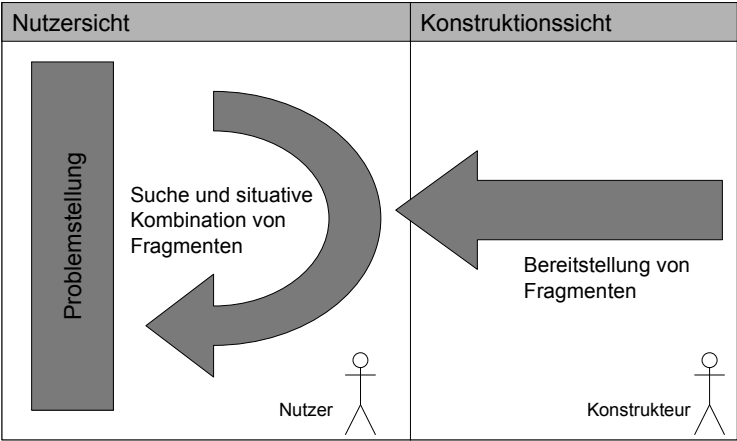 Nutzersicht
Konstruktionssicht
Problemstellung
Suche und situative
Kombination von
Fragmenten
Bereitstellung von
Fragmenten
Nutzer
Konstrukteur